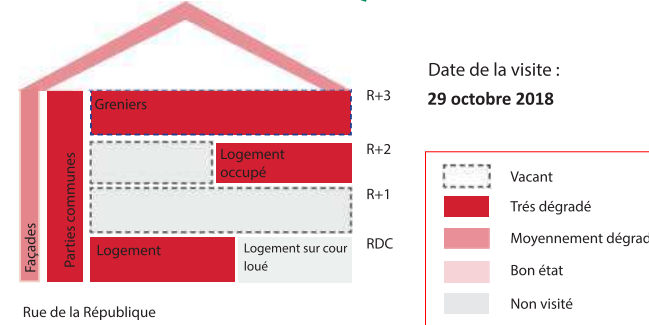 Greniers
R+3
Logement
occupé
R+2
R+1
Logement
Logement sur cour
loué
RDC
Façades
Parties communes
Rue de la République
Date de la visite :
29 octobre 2018
Vacant
Trés dégradé
Moyennement dégrad
Bon état
Non visité